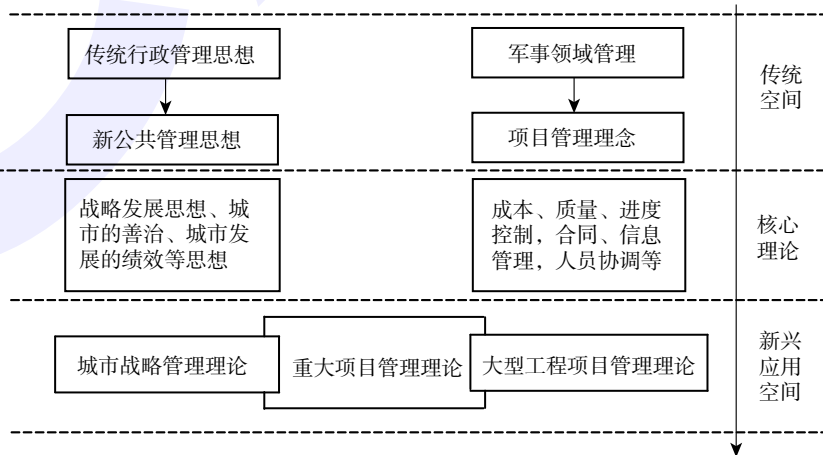 传统行政管理思想
军事领域管理
传统
空间
新公共管理思想
项目管理理念
战略发展思想、城
市的善治、城市发
展的绩效等思想
成本、质量、进度
控制，合同、信息
管理，人员协调等
核心
理论
城市战略管理理论
重大项目管理理论
大型工程项目管理理论
新兴
应用
空间